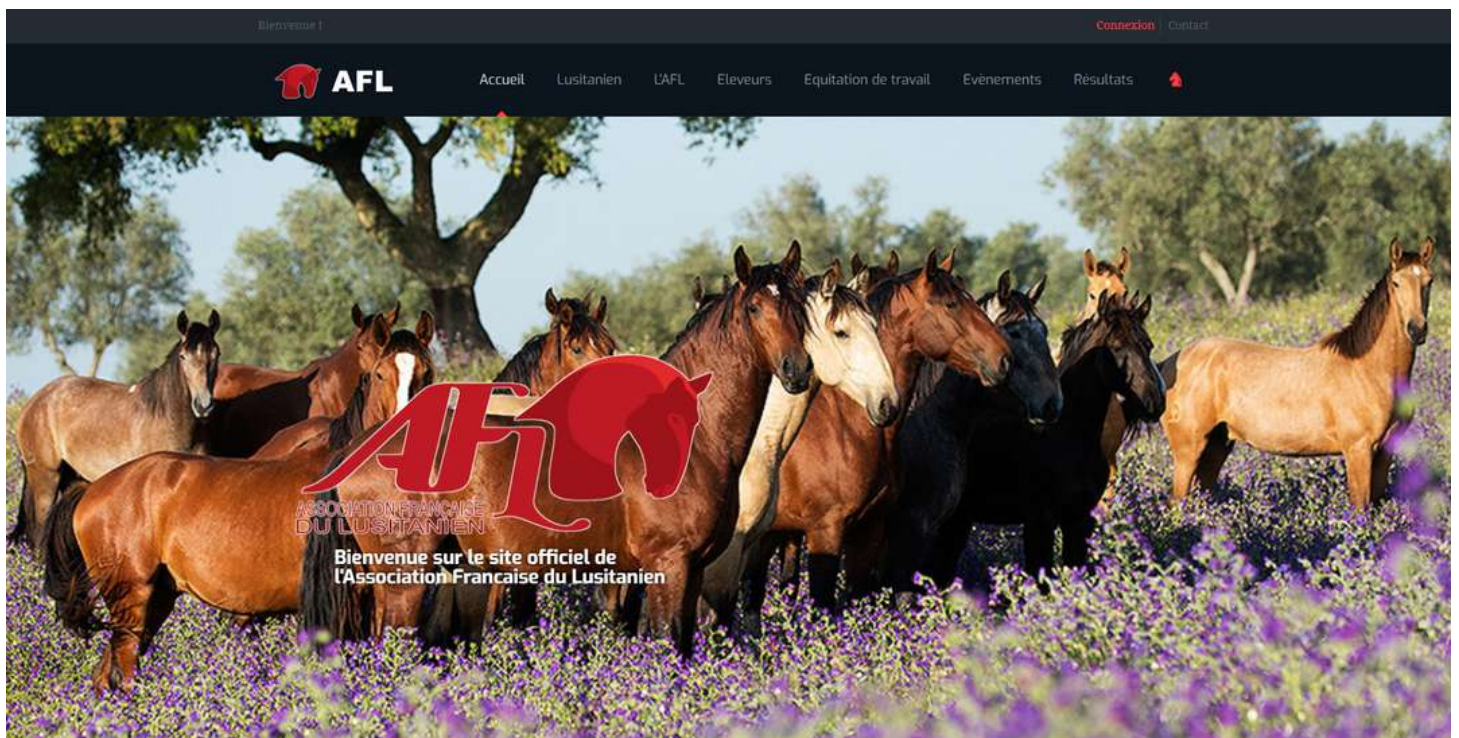 Bienvenue !
Connexion | Contact
AFL
Accueil Lusitanien L'AFL Eleveurs Equitation de travail Evènements Résultats
AFL
ASSOCIATION FRANÇAISE
DU LUSITANIEN
Bienvenue sur le site officiel de
l'Association Francaise du Lusitanien